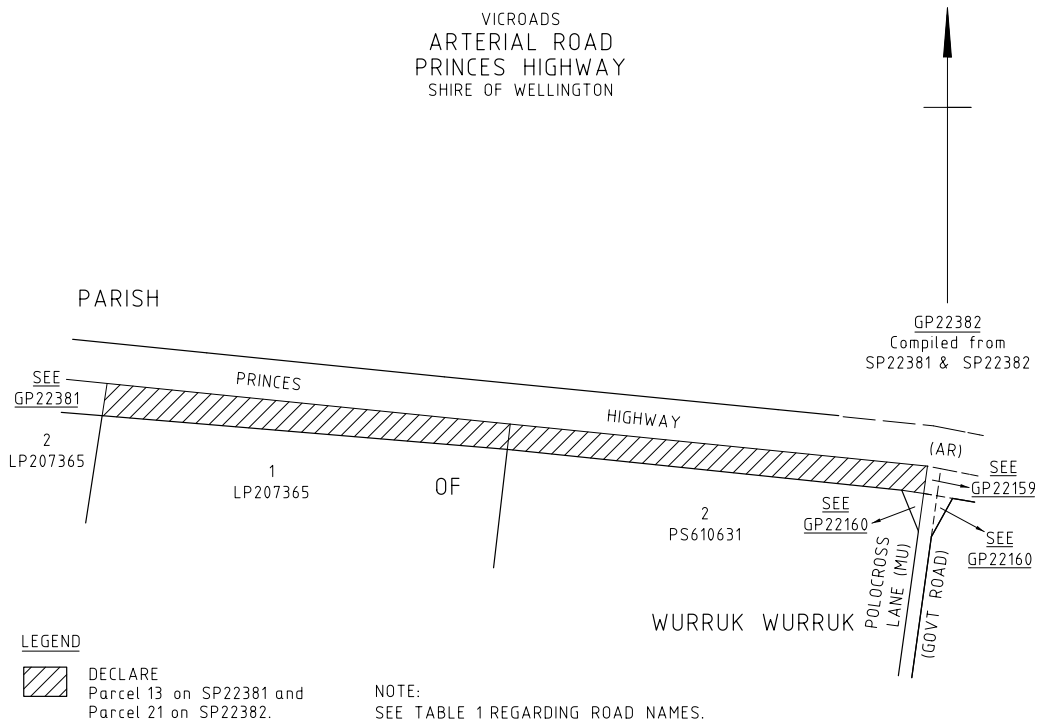 VICROADS
ARTERIAL ROAD
PRINCES HIGHWAY
SHIRE OF WELLINGTON
PARISH
GP22382
Compiled from
SP22381 & SP22382
SEE
GP22381
PRINCES
HIGHWAY
(AR)
SEE
GP22159
2
LP207365
1
LP207365
OF
2
PS610631
SEE
GP22160
SEE
GP22160
POLOCROSS
LANE (MU)
(GOVT ROAD)
WURRUK WURRUK
LEGEND
DECLARE
Parcel 13 on SP22381 and
Parcel 21 on SP22382.
NOTE:
SEE TABLE 1 REGARDING ROAD NAMES.